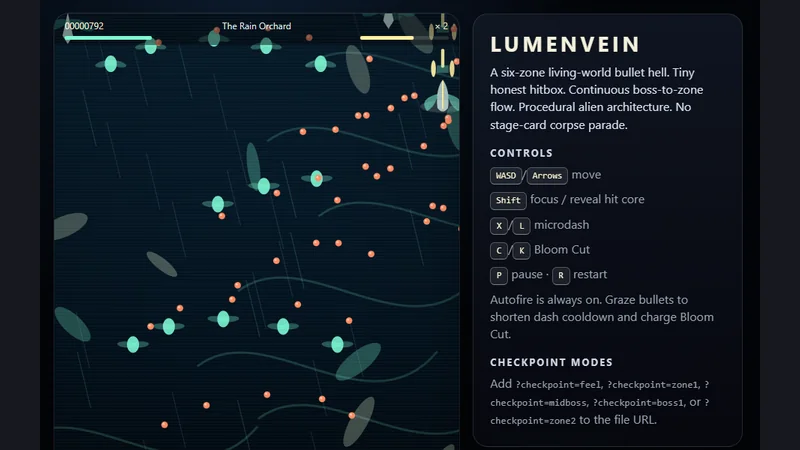 00000792
The Rain Orchard
× 2
LUMENVEIN
A six-zone living-world bullet hell. Tiny
honest hitbox. Continuous boss-to-zone
flow. Procedural alien architecture. No
stage-card corpse parade.
CONTROLS
WASD/Arrows move
Shift focus / reveal hit core
X/L microdash
C/K Bloom Cut
P pause · R restart
Autofire is always on. Graze bullets to
shorten dash cooldown and charge Bloom
Cut.
CHECKPOINT MODES
Add ?checkpoint=feel, ?checkpoint=zone1, ?
checkpoint=midboss, ?checkpoint=boss1, or ?
checkpoint=zone2 to the file URL.